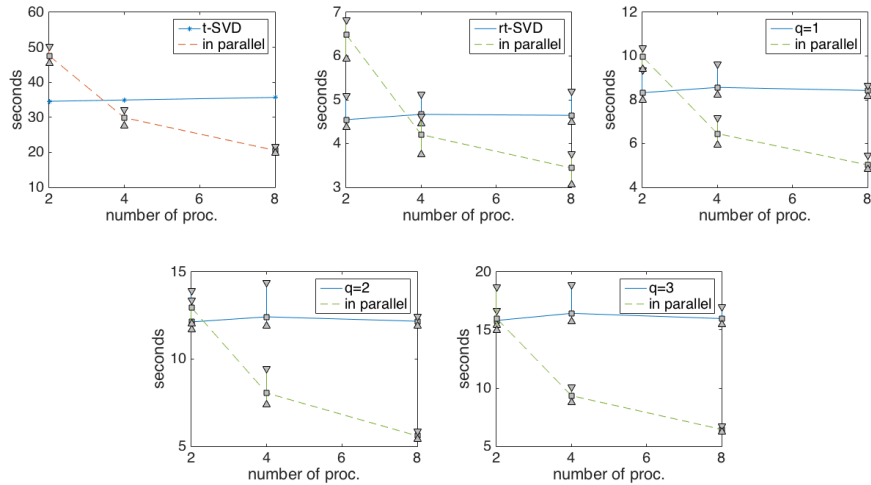 60
50
40
30
20
10
2
4
6
8
seconds
number of proc.
t-SVD
in parallel
7
6
5
4
3
2
4
6
8
seconds
number of proc.
rt-SVD
in parallel
12
10
8
6
4
2
4
6
8
seconds
number of proc.
q=1
in parallel
15
10
5
2
4
6
8
seconds
number of proc.
q=2
in parallel
20
15
10
5
2
4
6
8
seconds
number of proc.
q=3
in parallel